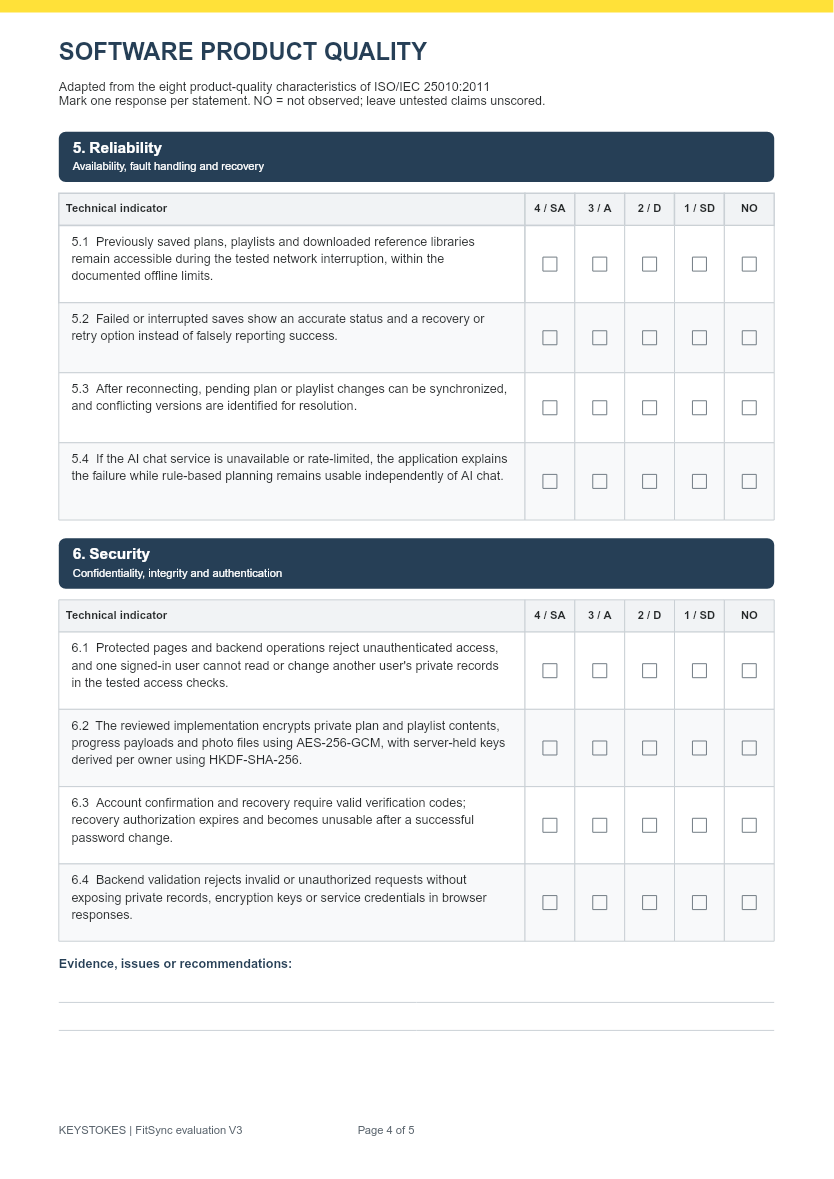 SOFTWARE PRODUCT QUALITY
Adapted from the eight product-quality characteristics of ISO/IEC 25010:2011
Mark one response per statement. NO = not observed; leave untested claims unscored.
5. Reliability
Availability, fault handling and recovery
Technical indicator 4 / SA 3 / A 2 / D 1 / SD NO
5.1 Previously saved plans, playlists and downloaded reference libraries
remain accessible during the tested network interruption, within the
documented offline limits.
5.2 Failed or interrupted saves show an accurate status and a recovery or
retry option instead of falsely reporting success.
5.3 After reconnecting, pending plan or playlist changes can be synchronized,
and conflicting versions are identified for resolution.
5.4 If the AI chat service is unavailable or rate-limited, the application explains
the failure while rule-based planning remains usable independently of AI chat.
6. Security
Confidentiality, integrity and authentication
Technical indicator 4 / SA 3 / A 2 / D 1 / SD NO
6.1 Protected pages and backend operations reject unauthenticated access,
and one signed-in user cannot read or change another user's private records
in the tested access checks.
6.2 The reviewed implementation encrypts private plan and playlist contents,
progress payloads and photo files using AES-256-GCM, with server-held keys
derived per owner using HKDF-SHA-256.
6.3 Account confirmation and recovery require valid verification codes;
recovery authorization expires and becomes unusable after a successful
password change.
6.4 Backend validation rejects invalid or unauthorized requests without
exposing private records, encryption keys or service credentials in browser
responses.
Evidence, issues or recommendations:
KEYSTOKES | FitSync evaluation V3 Page 4 of 5